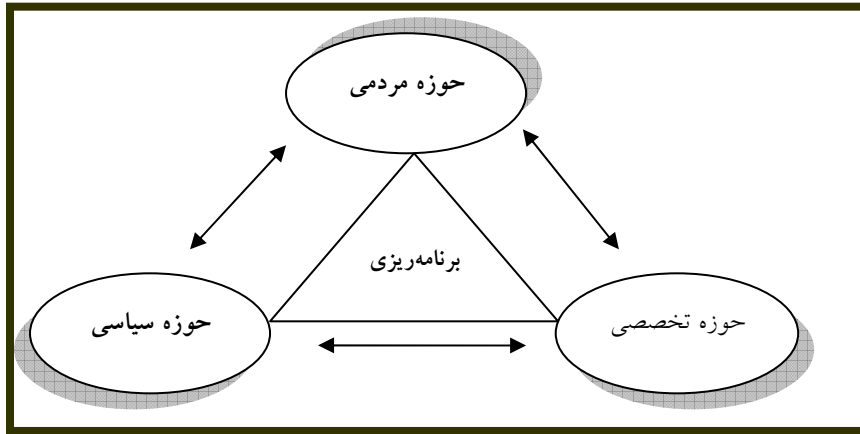 حوزه مردمی
برنامه‌ریزی
حوزه سیاسی
حوزه تخصصی